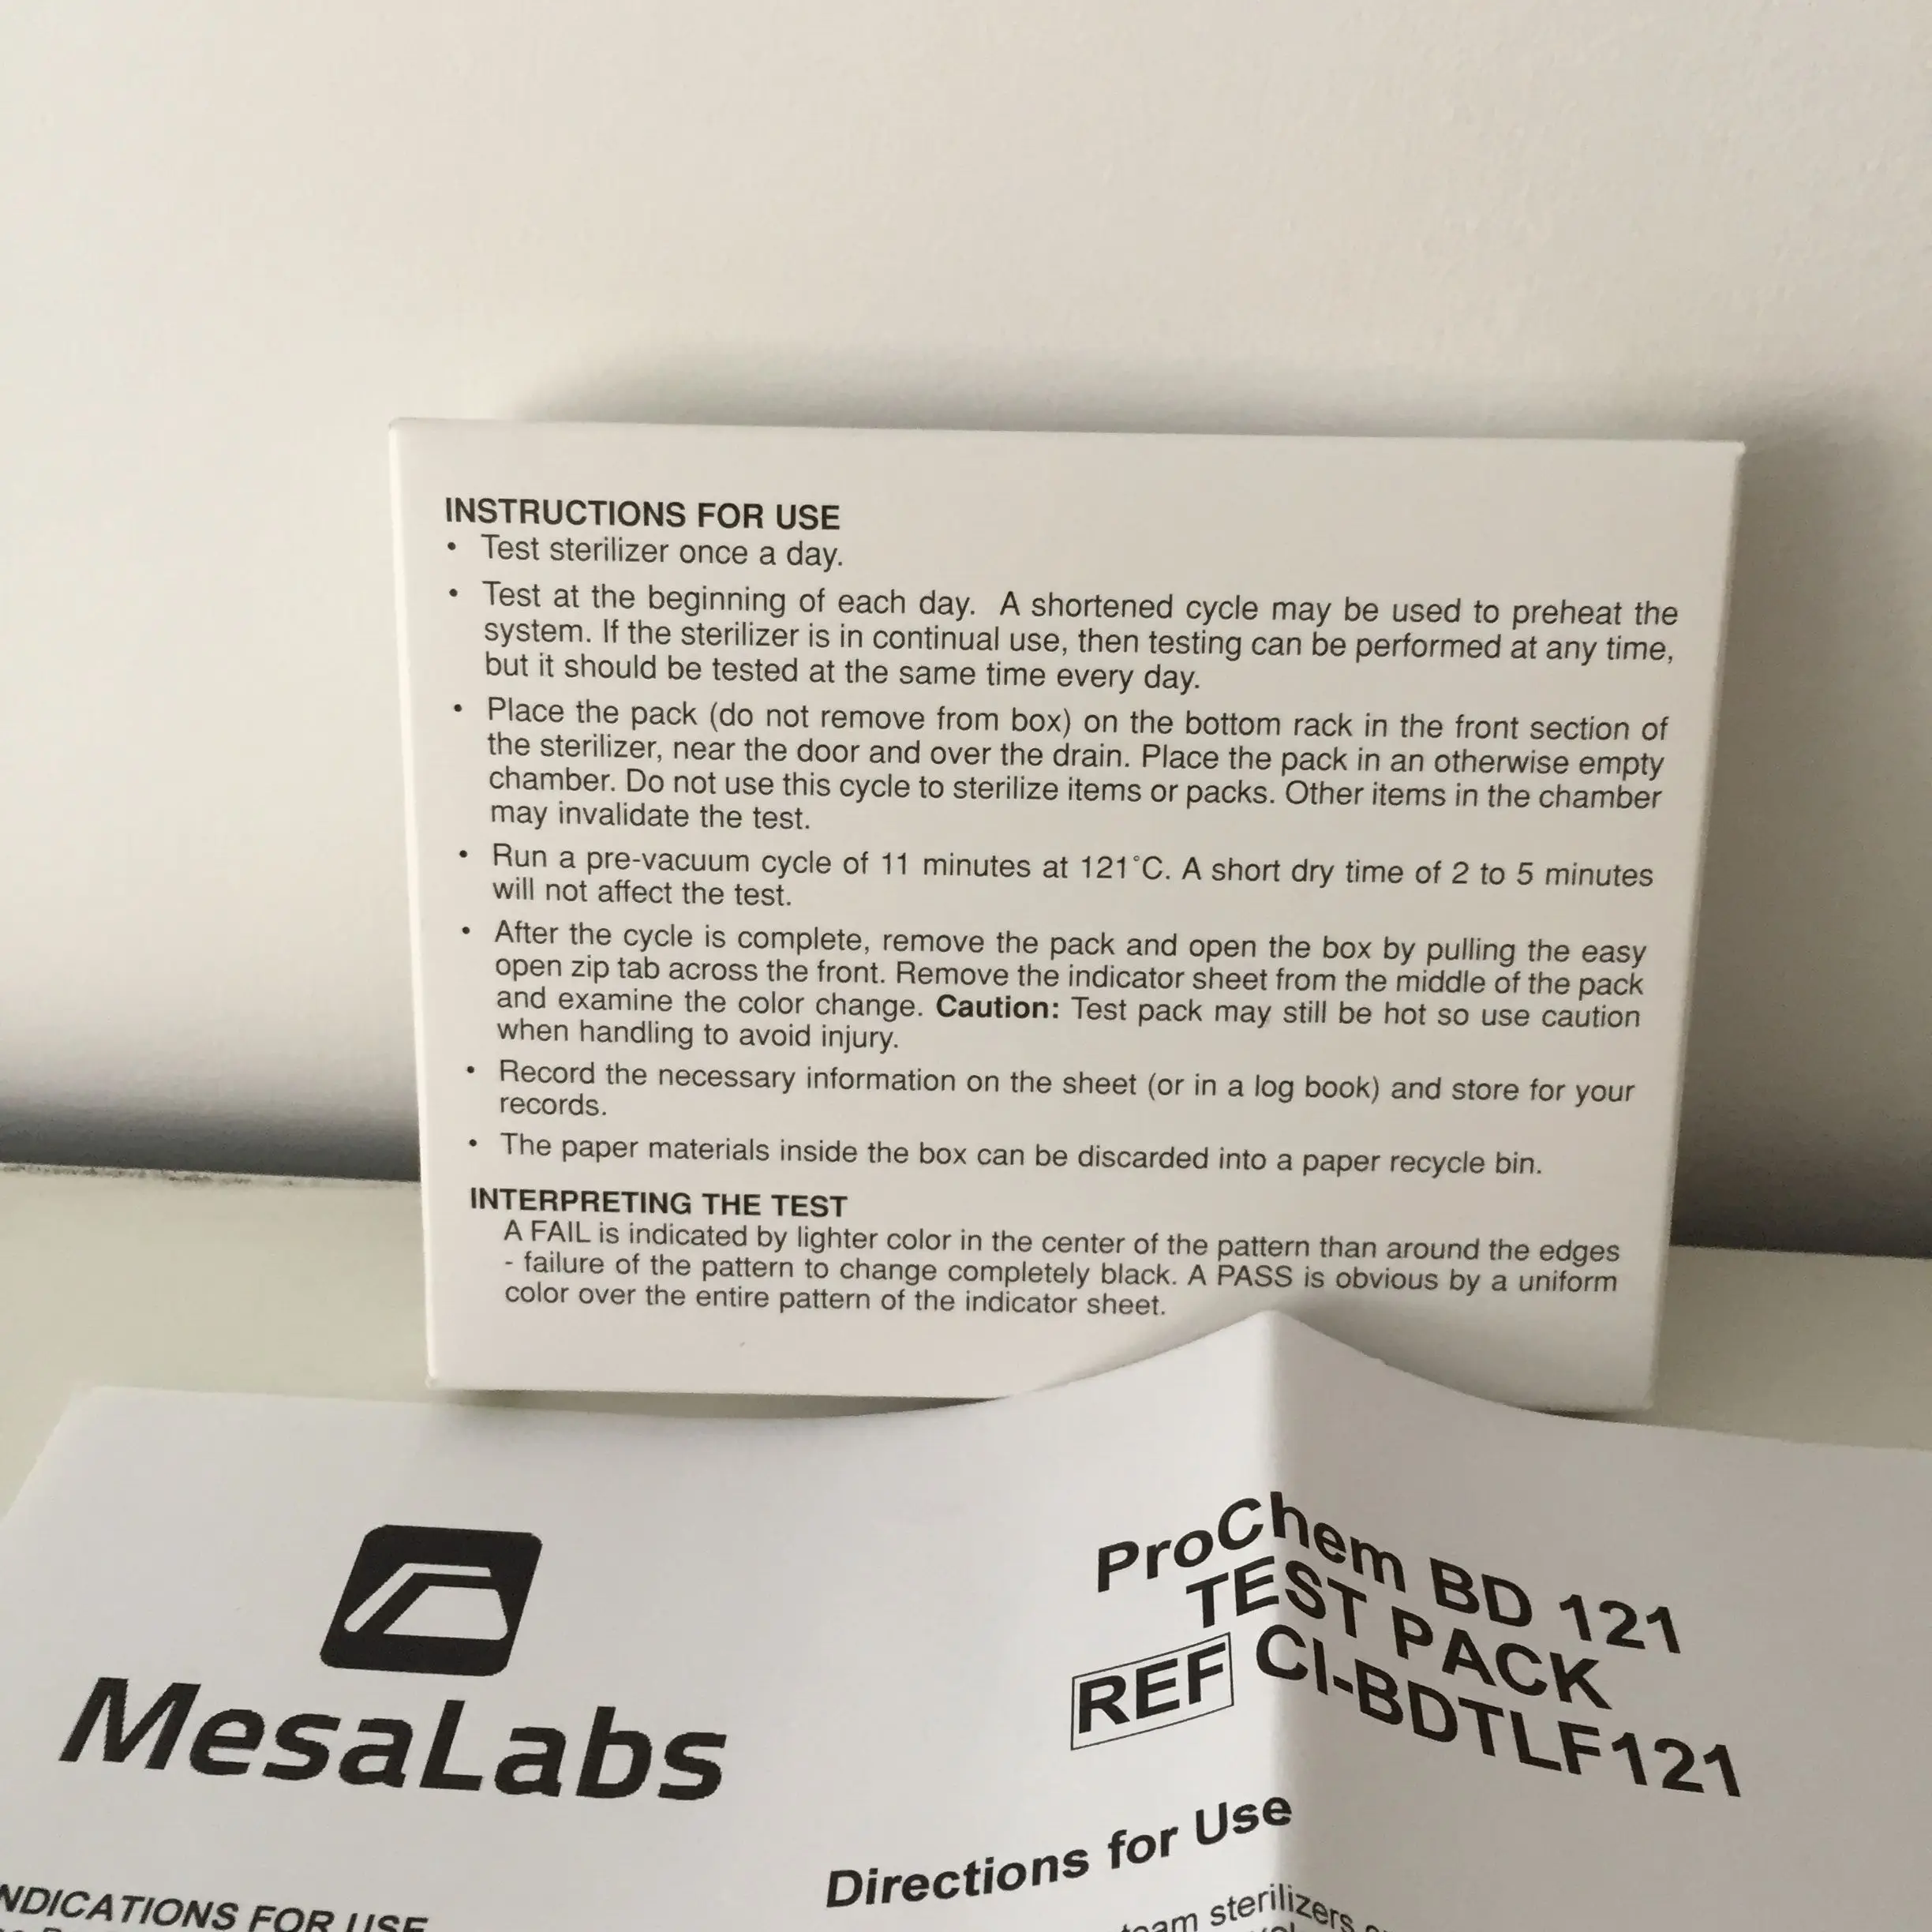 INSTRUCTIONS FOR USE
• Test sterilizer once a day.
• Test at the beginning of each day. A shortened cycle may be used to preheat the
system. If the sterilizer is in continual use, then testing can be performed at any time,
but it should be tested at the same time every day.
• Place the pack (do not remove from box) on the bottom rack in the front section of
the sterilizer, near the door and over the drain. Place the pack in an otherwise empty
chamber. Do not use this cycle to sterilize items or packs. Other items in the chamber
may invalidate the test.
• Run a pre-vacuum cycle of 11 minutes at 121°C. A short dry time of 2 to 5 minutes
will not affect the test.
• After the cycle is complete, remove the pack and open the box by pulling the easy
open zip tab across the front. Remove the indicator sheet from the middle of the pack
and examine the color change. Caution: Test pack may still be hot so use caution
when handling to avoid injury.
• Record the necessary information on the sheet (or in a log book) and store for your
records.
• The paper materials inside the box can be discarded into a paper recycle bin.
INTERPRETING THE TEST
A FAIL is indicated by lighter color in the center of the pattern than around the edges
- failure of the pattern to change completely black. A PASS is obvious by a uniform
color over the entire pattern of the indicator sheet.
MesaLabs
ProChem BD 121
TEST PACK
REF CI-BDTLF121
Directions for Use
NDICATIONS FOR USE
eam sterilizers